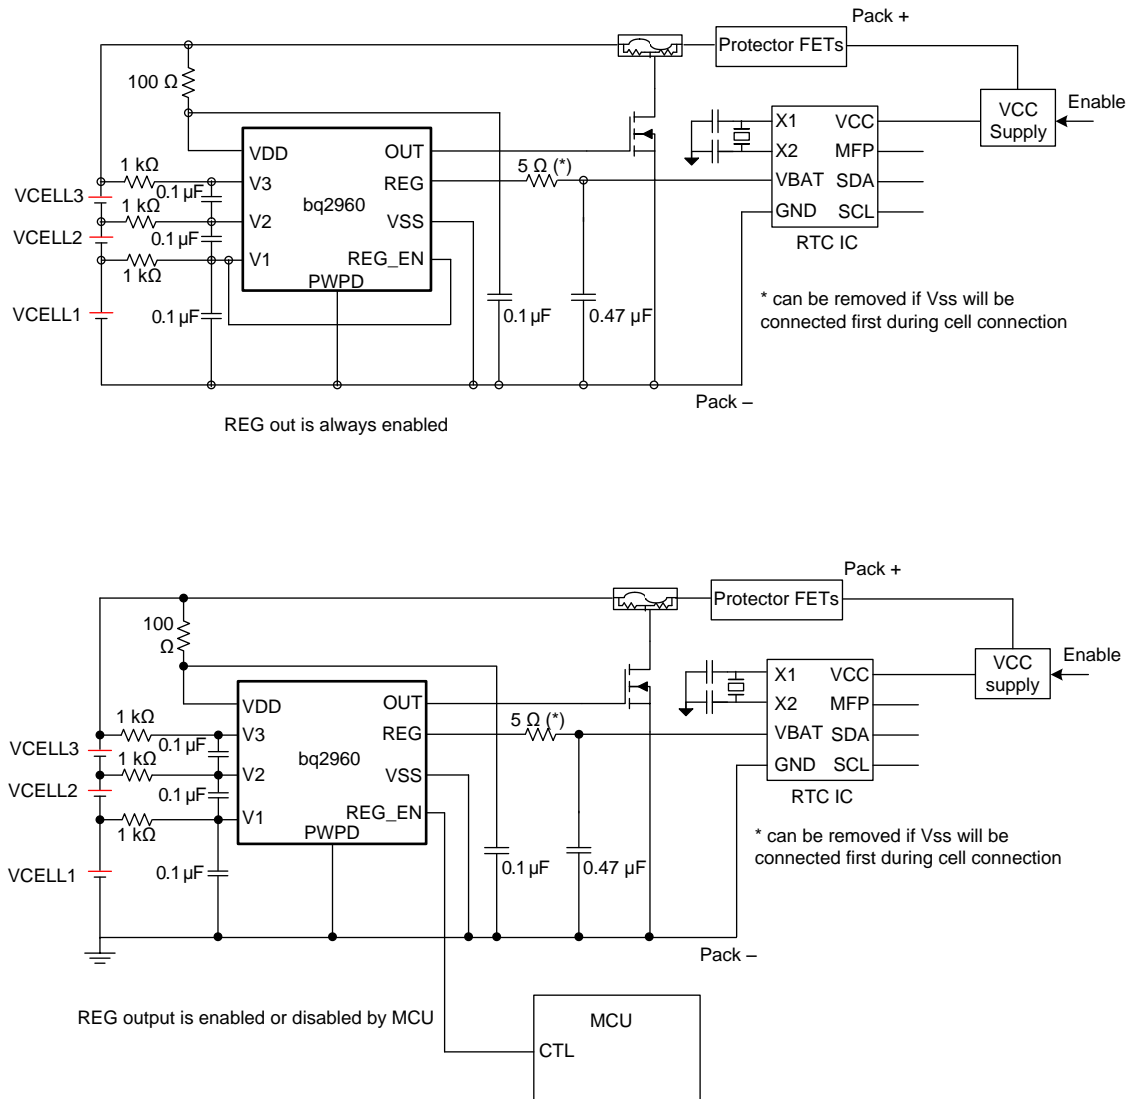 Pack +
Protector FETs
100 Ω
VCC
Supply
Enable
X1
VCC
X2
MFP
VBAT
SDA
GND
SCL
RTC IC
VDD
OUT
5 Ω (*)
1 kΩ
V3
0.1 µF
REG
VCELL3
1 kΩ
bq2960
V2
VSS
VCELL2
0.1 µF
V1
REG_EN
1 kΩ
PWPD
VCELL1
0.1 µF
0.1 µF
0.47 µF
* can be removed if Vss will be
connected first during cell connection
Pack –
REG out is always enabled
Pack +
Protector FETs
100
Ω
VCC
supply
Enable
X1
VCC
X2
MFP
VBAT
SDA
GND
SCL
RTC IC
VDD
OUT
5 Ω (*)
1 kΩ
V3
0.1 µF
REG
VCELL3
1 kΩ
bq2960
V2
VSS
VCELL2
0.1 µF
V1
REG_EN
1 kΩ
PWPD
VCELL1
0.1 µF
0.1 µF
0.47 µF
* can be removed if Vss will be
connected first during cell connection
Pack –
REG output is enabled or disabled by MCU
MCU
CTL